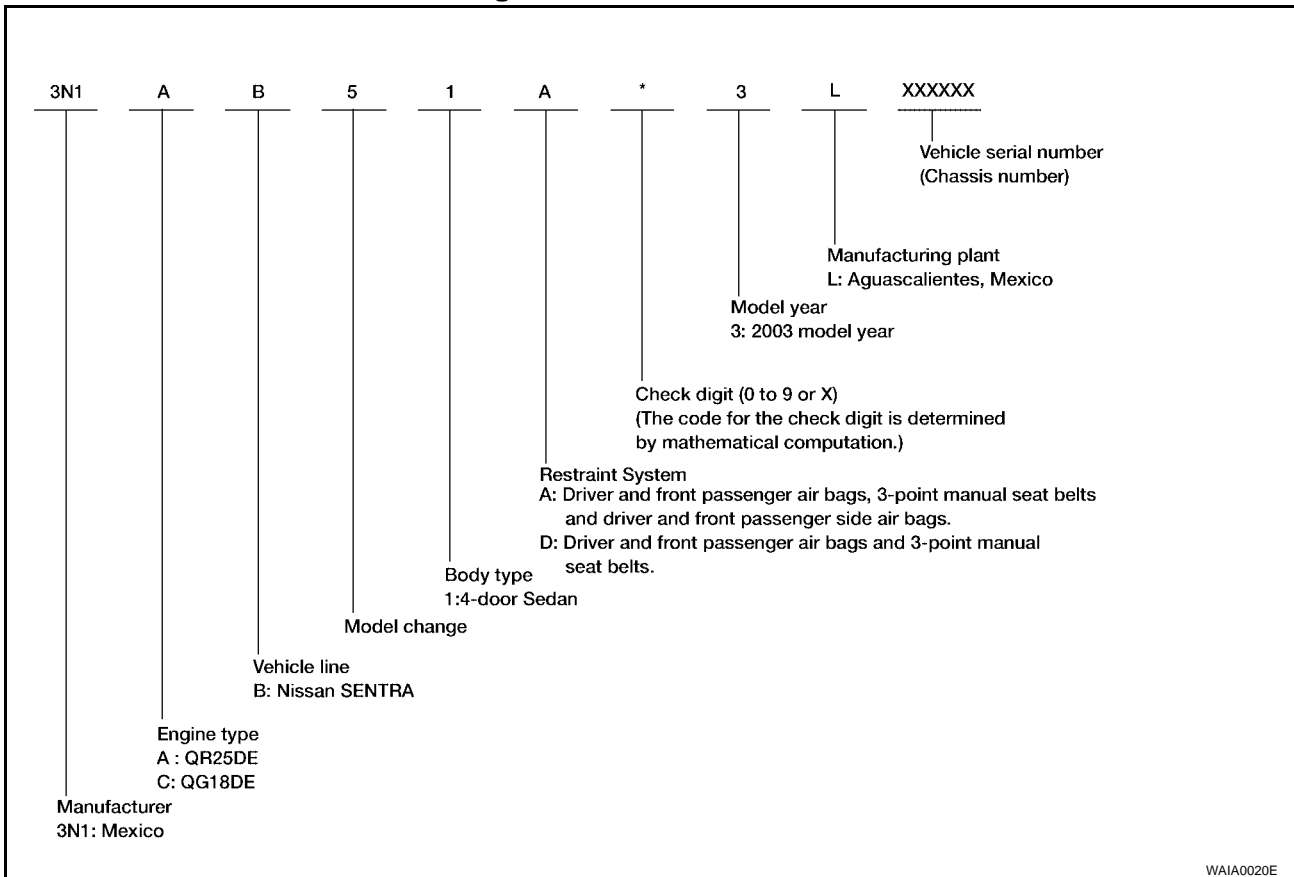 3N1 A B 5 1 A * 3 L XXXXXX
Vehicle serial number
(Chassis number)
Manufacturing plant
L: Aguascalientes, Mexico
Model year
3: 2003 model year
Check digit (0 to 9 or X)
(The code for the check digit is determined
by mathematical computation.)
Restraint System
A: Driver and front passenger air bags, 3-point manual seat belts
and driver and front passenger side air bags.
D: Driver and front passenger air bags and 3-point manual
seat belts.
Body type
1:4-door Sedan
Model change
Vehicle line
B: Nissan SENTRA
Engine type
A : QR25DE
C: QG18DE
Manufacturer
3N1: Mexico
WAIA0020E